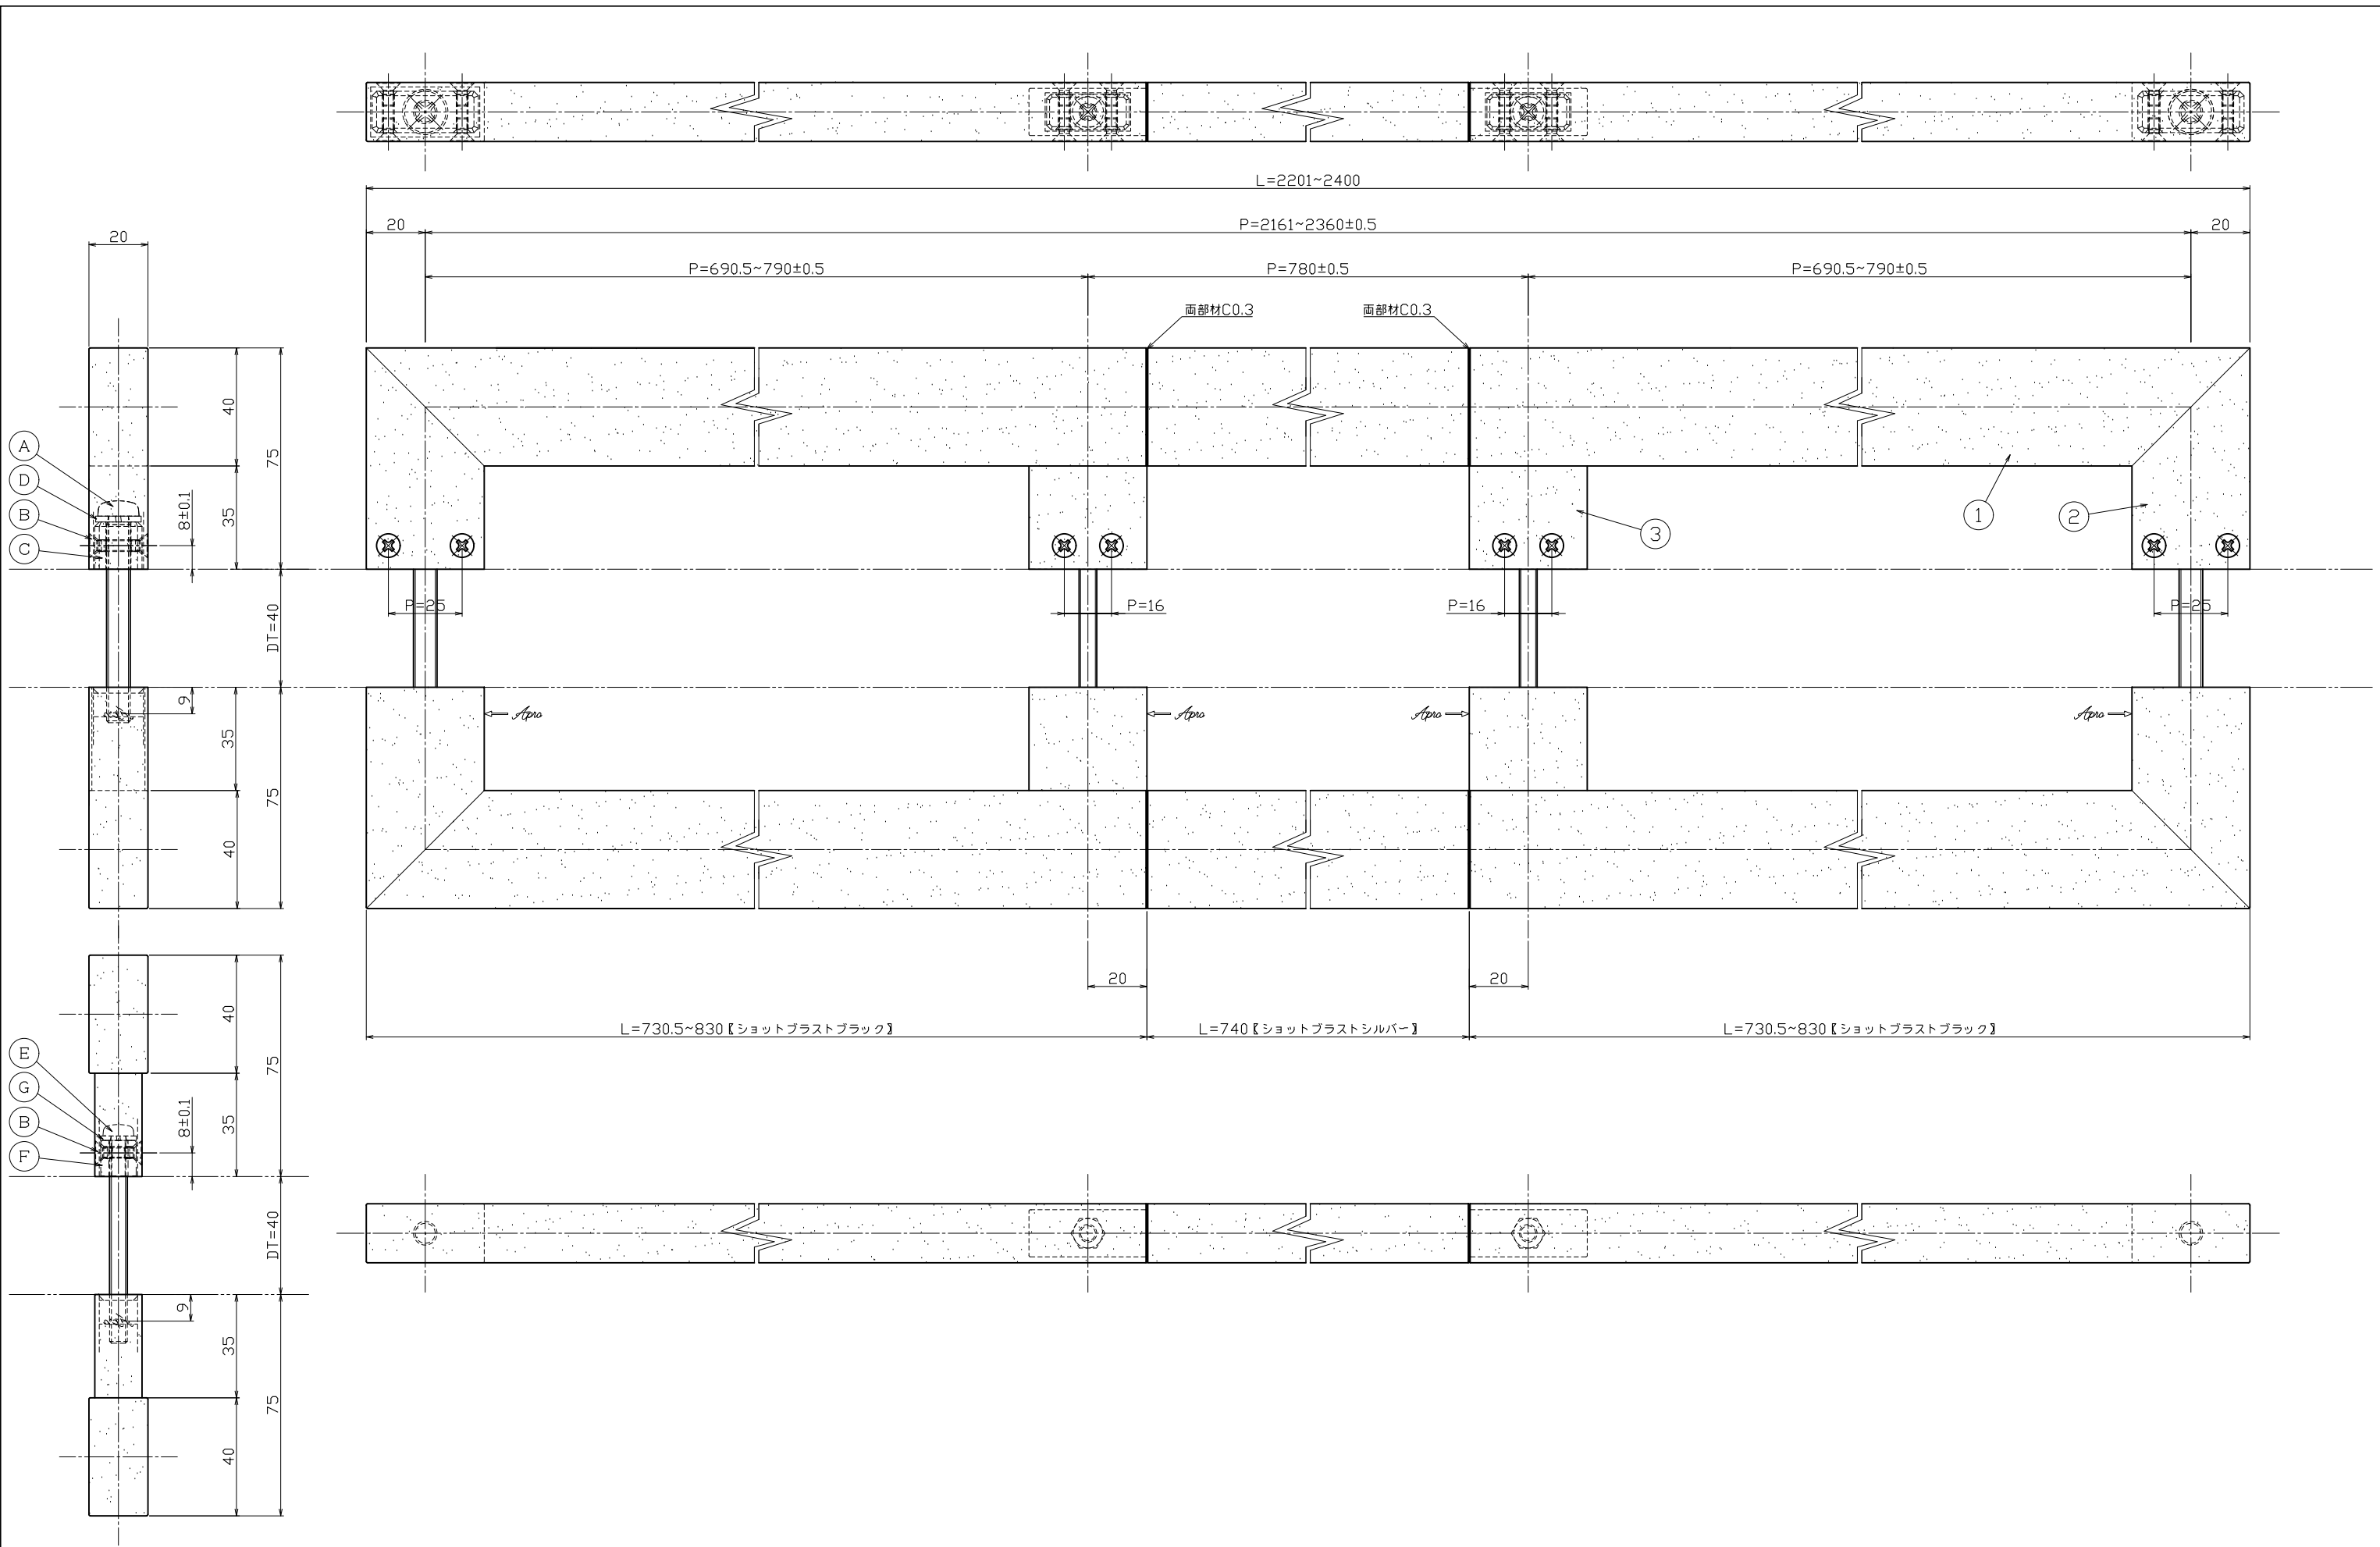 L=2201~2400
20
P=2161~2360±0.5
20
20
P=690.5~790±0.5
P=780±0.5
P=690.5~790±0.5
両部材C0.3
両部材C0.3
40
75
A
D
B
C
8±0.1
35
1
2
3
P=25
P=16
P=16
P=25
DT=40
9
Apro
Apro
Apro
Apro
35
75
40
20
20
40
L=730.5~830〖ショットブラストブラック〗
L=740〖ショットブラストシルバー〗
L=730.5~830〖ショットブラストブラック〗
75
E
G
B
F
8±0.1
35
DT=40
9
35
75
40